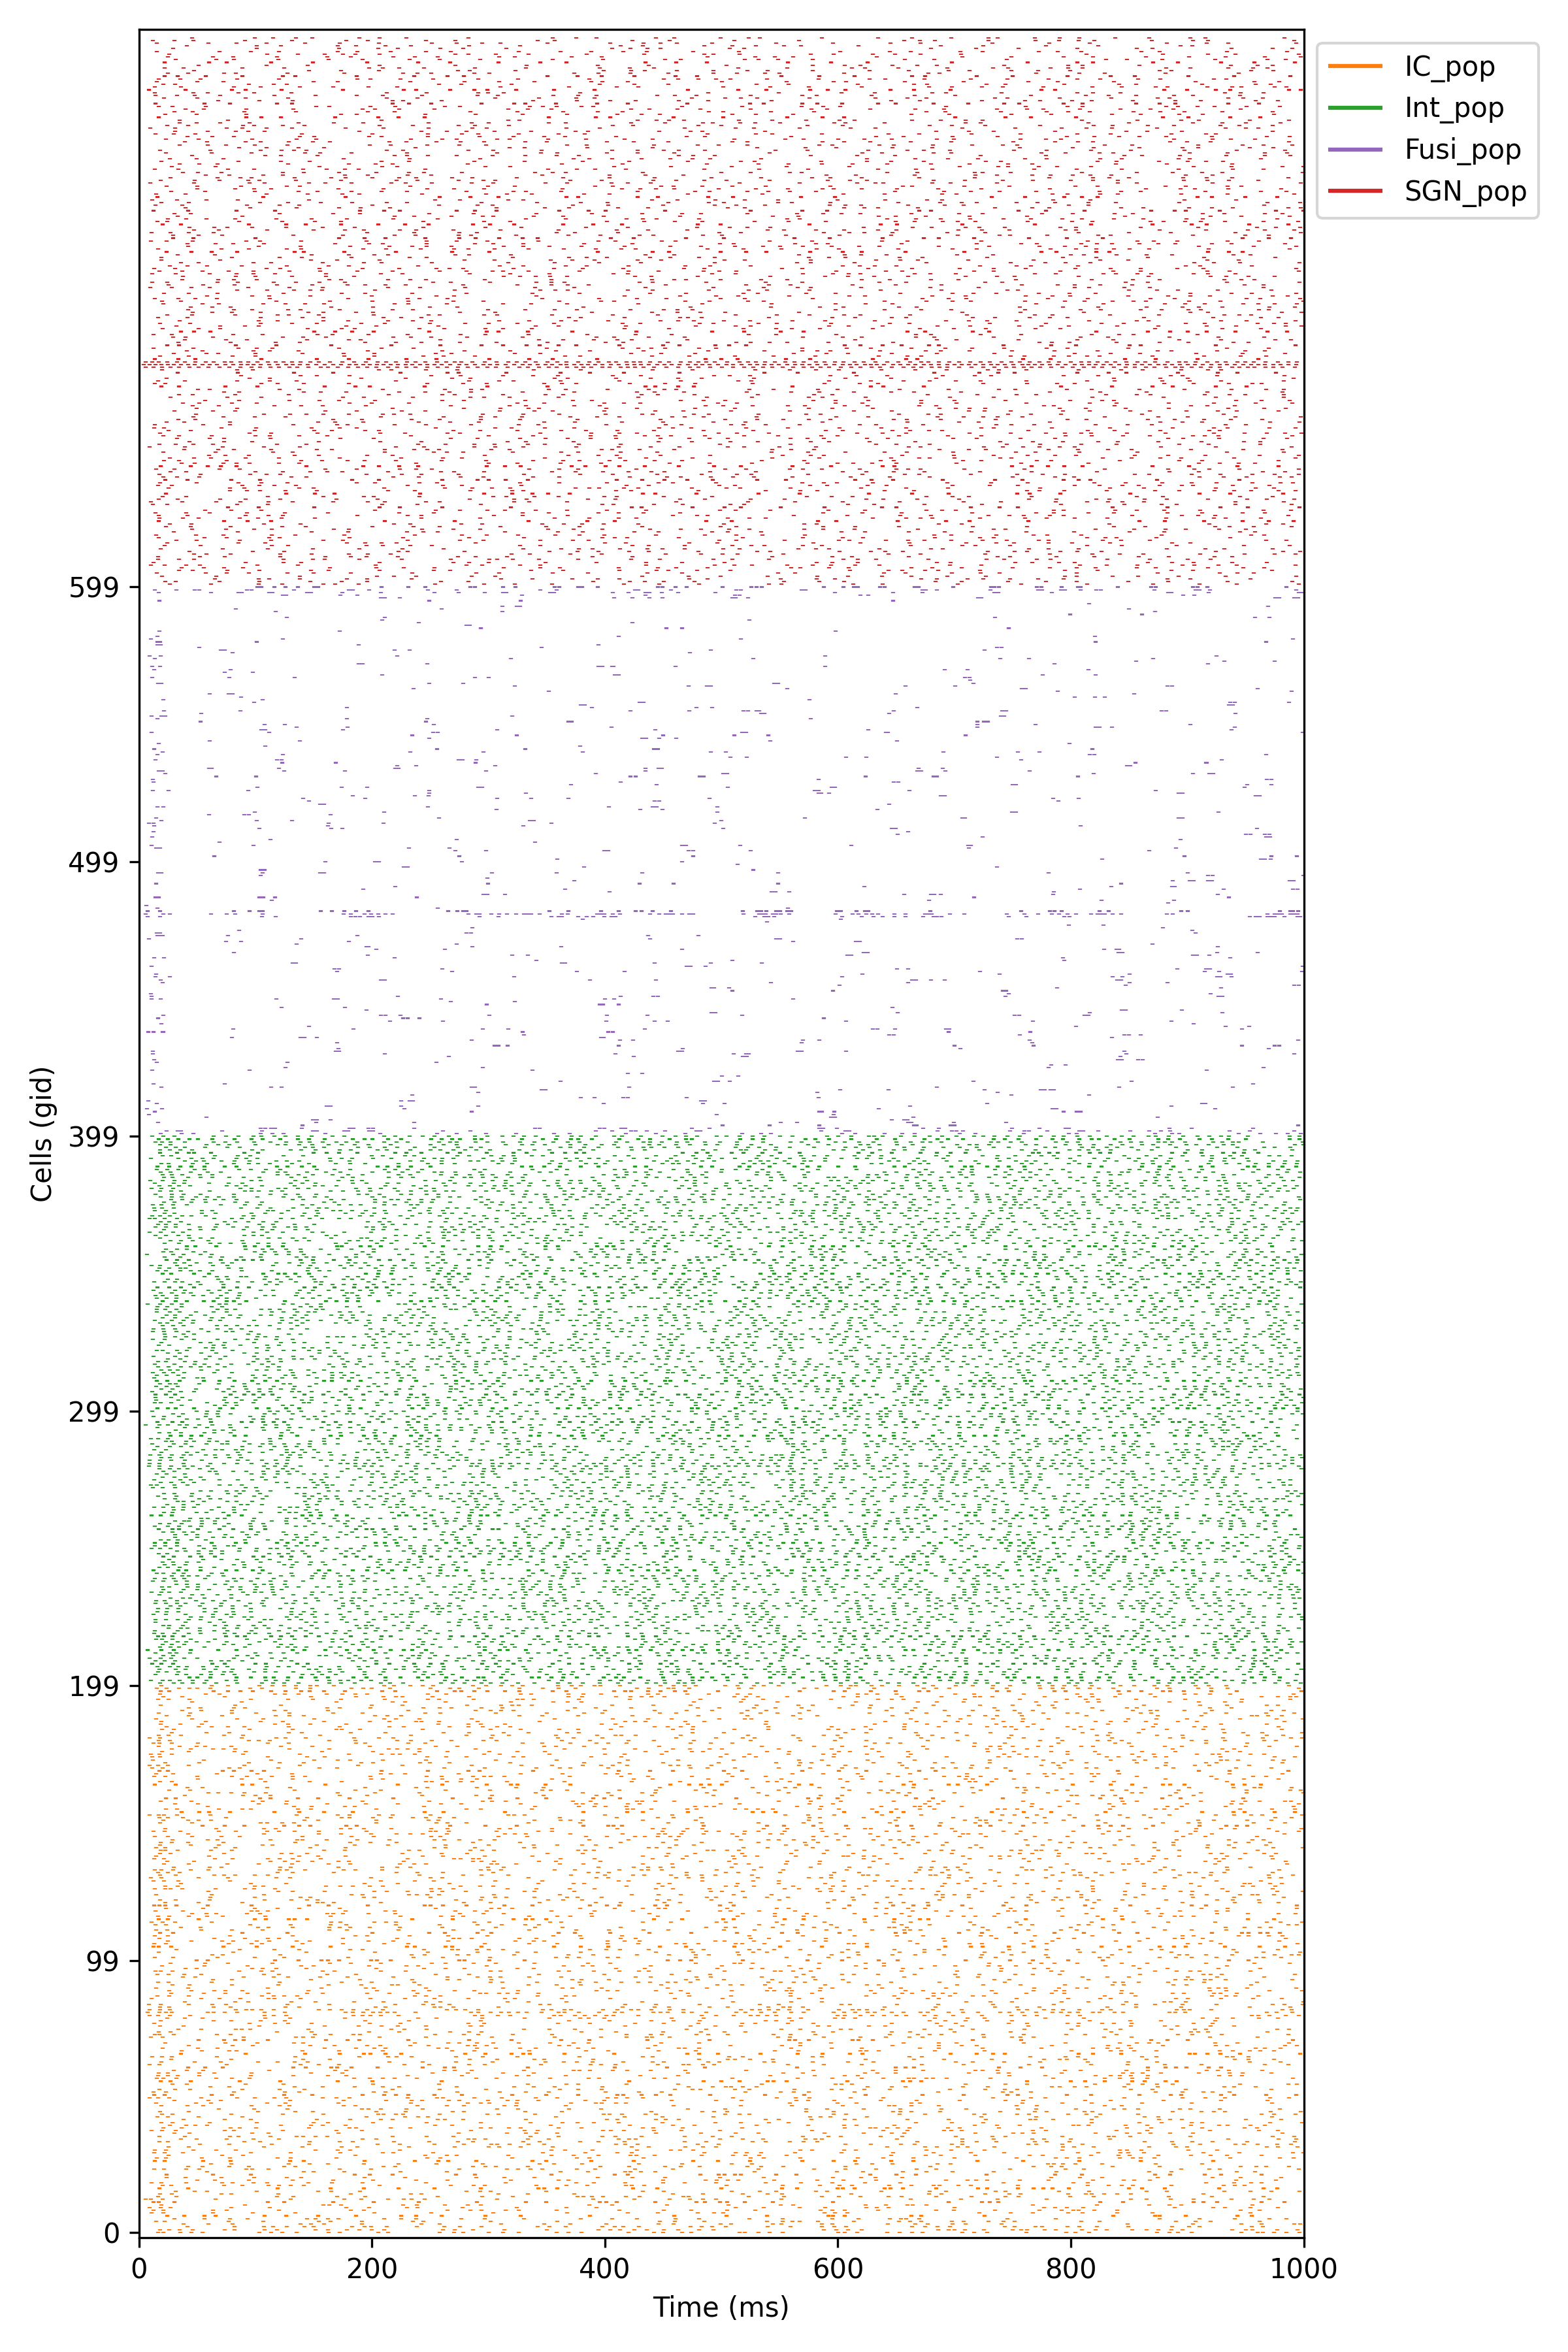 IC_pop
Int_pop
Fusi_pop
SGN_pop
599
499
399
299
199
99
0
Cells (gid)
0 200 400 600 800 1000
Time (ms)